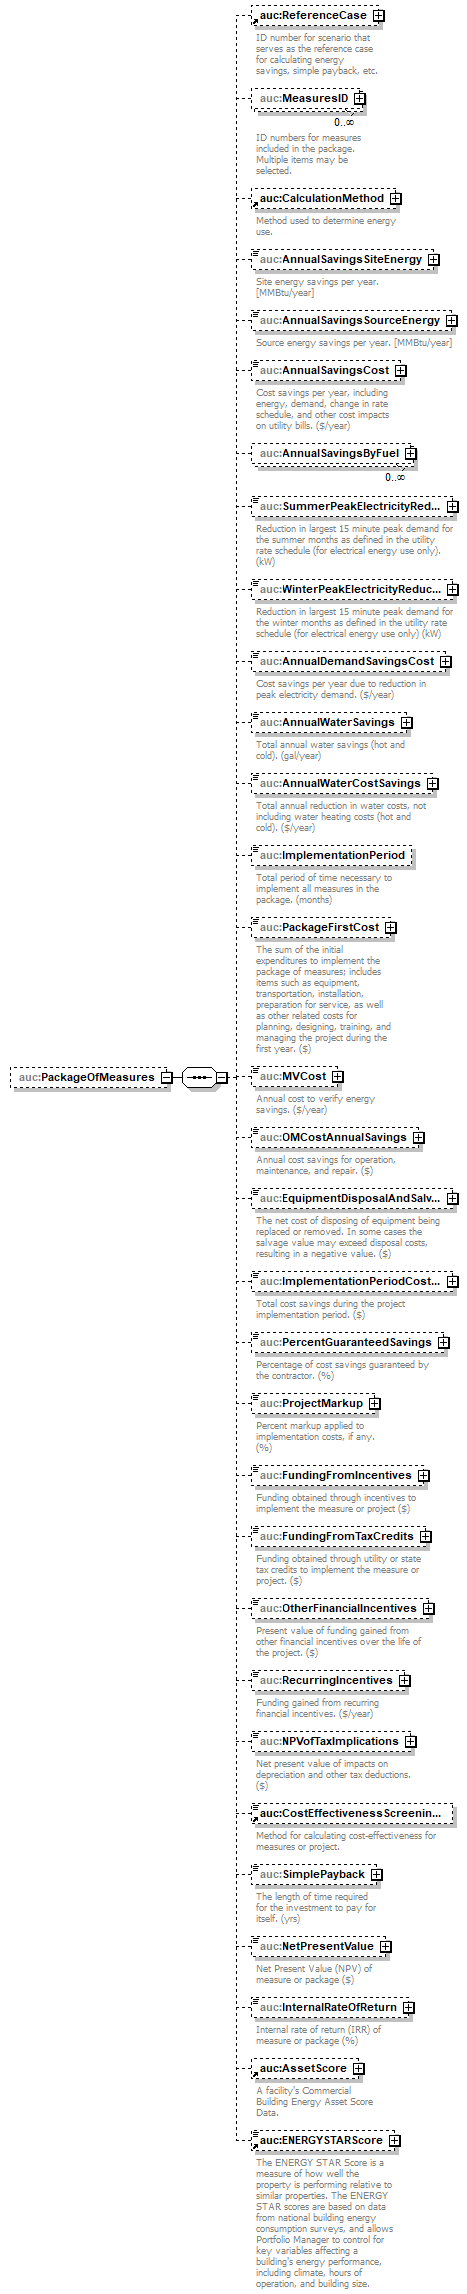 auc:ReferenceCase
ID number for scenario that
serves as the reference case
for calculating energy
savings, simple payback, etc.
auc:MeasuresID
0..∞
ID numbers for measures
included in the package.
Multiple items may be
selected.
auc:CalculationMethod
Method used to determine energy
use.
auc:AnnualSavingsSiteEnergy
Site energy savings per year.
[MMBtu/year]
auc:AnnualSavingsSourceEnergy
Source energy savings per year. [MMBtu/year]
auc:AnnualSavingsCost
Cost savings per year, including
energy, demand, change in rate
schedule, and other cost impacts
on utility bills. ($/year)
auc:AnnualSavingsByFuel
0..∞
auc:SummerPeakElectricityRed...
Reduction in largest 15 minute peak demand for
the summer months as defined in the utility
rate schedule (for electrical energy use only).
(kW)
auc:WinterPeakElectricityReduc...
Reduction in largest 15 minute peak demand for
the winter months as defined in the utility rate
schedule (for electrical energy use only) (kW)
auc:AnnualDemandSavingsCost
Cost savings per year due to reduction in
peak electricity demand. ($/year)
auc:AnnualWaterSavings
Total annual water savings (hot and
cold). (gal/year)
auc:AnnualWaterCostSavings
Total annual reduction in water costs, not
including water heating costs (hot and
cold). ($/year)
auc:ImplementationPeriod
Total period of time necessary to
implement all measures in the
package. (months)
auc:PackageFirstCost
The sum of the initial
expenditures to implement the
package of measures; includes
items such as equipment,
transportation, installation,
preparation for service, as well
as other related costs for
planning, designing, training, and
managing the project during the
first year. ($)
auc:PackageOfMeasures
auc:MVCost
Annual cost to verify energy
savings. ($/year)
auc:OMCostAnnualSavings
Annual cost savings for operation,
maintenance, and repair. ($)
auc:EquipmentDisposalAndSalv...
The net cost of disposing of equipment being
replaced or removed. In some cases the
salvage value may exceed disposal costs,
resulting in a negative value. ($)
auc:ImplementationPeriodCost...
Total cost savings during the project
implementation period. ($)
auc:PercentGuaranteedSavings
Percentage of cost savings guaranteed by
the contractor. (%)
auc:ProjectMarkup
Percent markup applied to
implementation costs, if any.
(%)
auc:FundingFromIncentives
Funding obtained through incentives to
implement the measure or project ($)
auc:FundingFromTaxCredits
Funding obtained through utility or state
tax credits to implement the measure or
project. ($)
auc:OtherFinancialIncentives
Present value of funding gained from
other financial incentives over the life of
the project. ($)
auc:RecurringIncentives
Funding gained from recurring
financial incentives. ($/year)
auc:NPVofTaxImplications
Net present value of impacts on
depreciation and other tax deductions.
($)
auc:CostEffectivenessScreenin...
Method for calculating cost-effectiveness for
measures or project.
auc:SimplePayback
The length of time required
for the investment to pay for
itself. (yrs)
auc:NetPresentValue
Net Present Value (NPV) of
measure or package ($)
auc:InternalRateOfReturn
Internal rate of return (IRR) of
measure or package (%)
auc:AssetScore
A facility's Commercial
Building Energy Asset Score
Data.
auc:ENERGYSTARScore
The ENERGY STAR Score is a
measure of how well the
property is performing relative to
similar properties. The ENERGY
STAR scores are based on data
from national building energy
consumption surveys, and allows
Portfolio Manager to control for
key variables affecting a
building's energy performance,
including climate, hours of
operation, and building size.